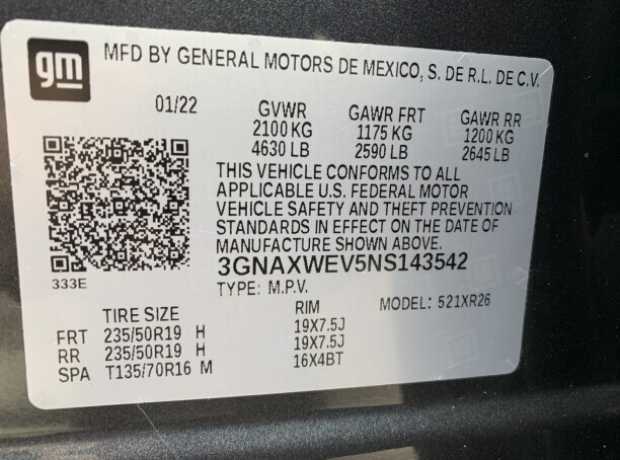 gm
MFD BY GENERAL MOTORS DE MEXICO, S. DE R.L. DE C.V.
01/22 GVWR GAWR FRT GAWR RR
2100 KG 1175 KG 1200 KG
4630 LB 2590 LB 2645 LB
THIS VEHICLE CONFORMS TO ALL
APPLICABLE U.S. FEDERAL MOTOR
VEHICLE SAFETY AND THEFT PREVENTION
STANDARDS IN EFFECT ON THE DATE OF
MANUFACTURE SHOWN ABOVE.
3GNAXWEV5NS143542
333E TYPE: M.P.V. MODEL: 521XR26
TIRE SIZE RIM
FRT 235/50R19 H 19X7.5J
RR 235/50R19 H 19X7.5J
SPA T135/70R16 M 16X4BT